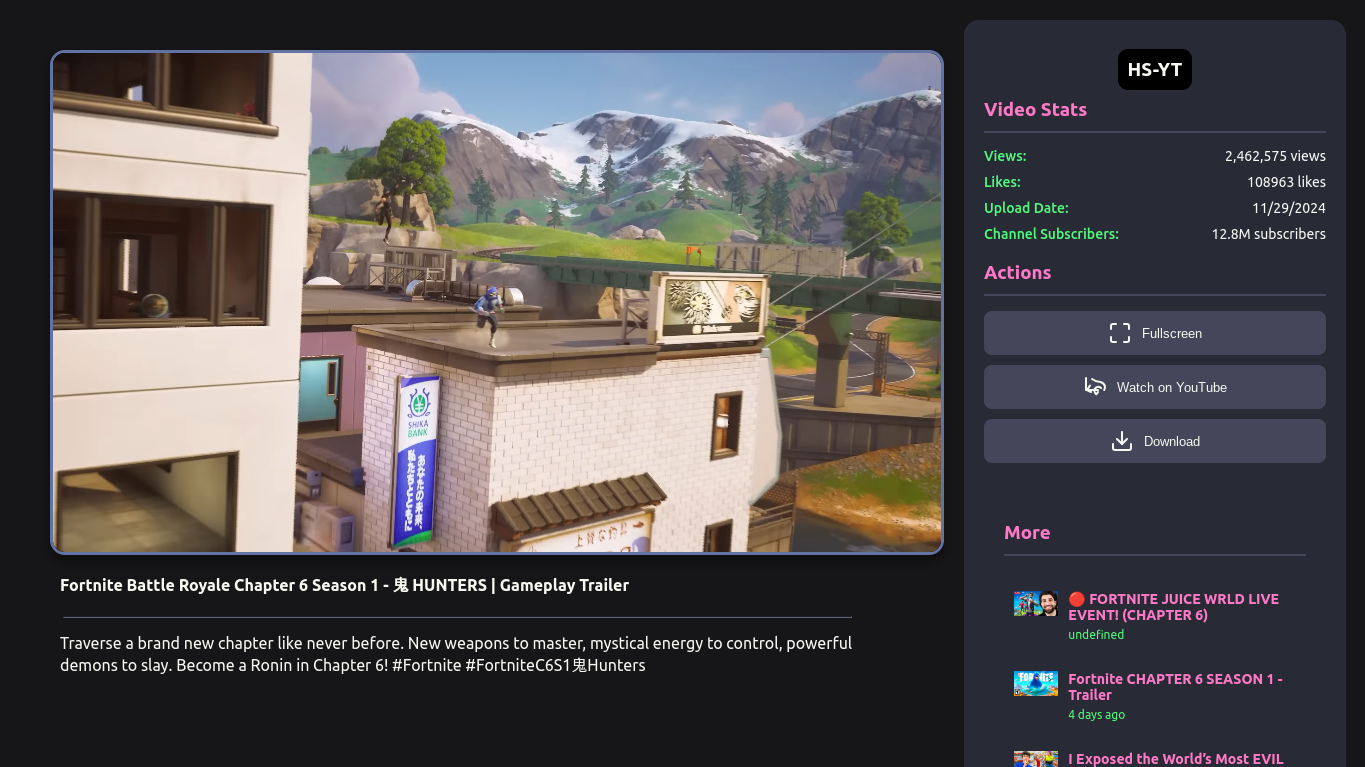 HS-YT
Video Stats
Views: 2,462,575 views
Likes: 108963 likes
Upload Date: 11/29/2024
Channel Subscribers: 12.8M subscribers
Actions
Fullscreen
Watch on YouTube
Download
SHIKA
BANK
Fortnite Battle Royale Chapter 6 Season 1 - 鬼 HUNTERS | Gameplay Trailer
Traverse a brand new chapter like never before. New weapons to master, mystical energy to control, powerful
demons to slay. Become a Ronin in Chapter 6! #Fortnite #FortniteC6S1鬼Hunters
More
🔴 FORTNITE JUICE WRLD LIVE
EVENT! (CHAPTER 6)
undefined
Fortnite CHAPTER 6 SEASON 1 -
Trailer
4 days ago
I Exposed the World's Most EVIL